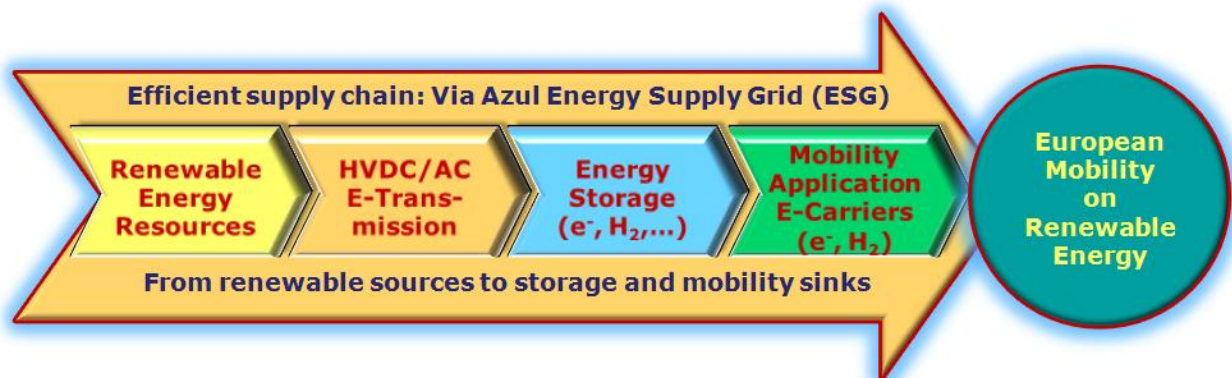 Efficient supply chain: Via Azul Energy Supply Grid (ESG)
Renewable
Energy
Resources
HVDC/AC
E-Trans-
mission
Energy
Storage
(e⁻, H₂,...)
Mobility
Application
E-Carriers
(e⁻, H₂)
From renewable sources to storage and mobility sinks
European
Mobility
on
Renewable
Energy